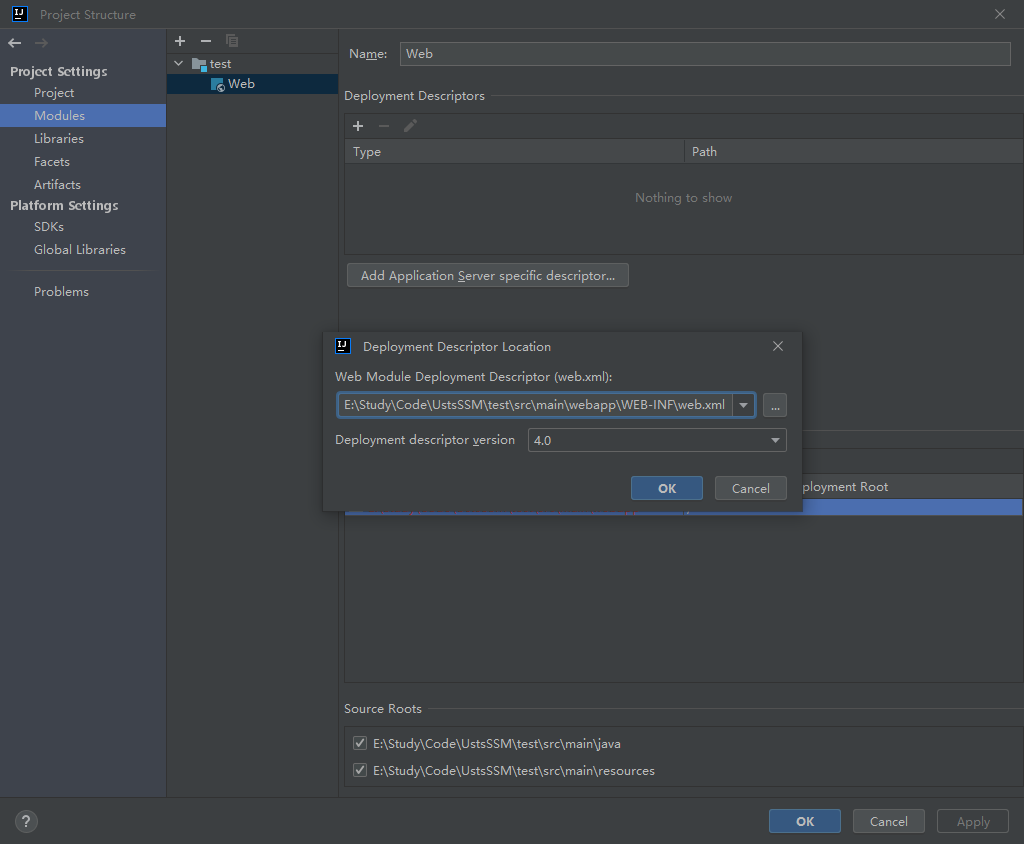 Project Structure
Project Settings
Project
Modules
Libraries
Facets
Artifacts
Platform Settings
SDKs
Global Libraries
Problems
test
Web
Name: Web
Deployment Descriptors
Type Path
Nothing to show
Add Application Server specific descriptor...
Deployment Descriptor Location
Web Module Deployment Descriptor (web.xml):
E:\Study\Code\UstsSSM\test\src\main\webapp\WEB-INF\web.xml ...
Deployment descriptor version 4.0
OK Cancel
ployment Root
Source Roots
E:\Study\Code\UstsSSM\test\src\main\java
E:\Study\Code\UstsSSM\test\src\main\resources
? OK Cancel Apply